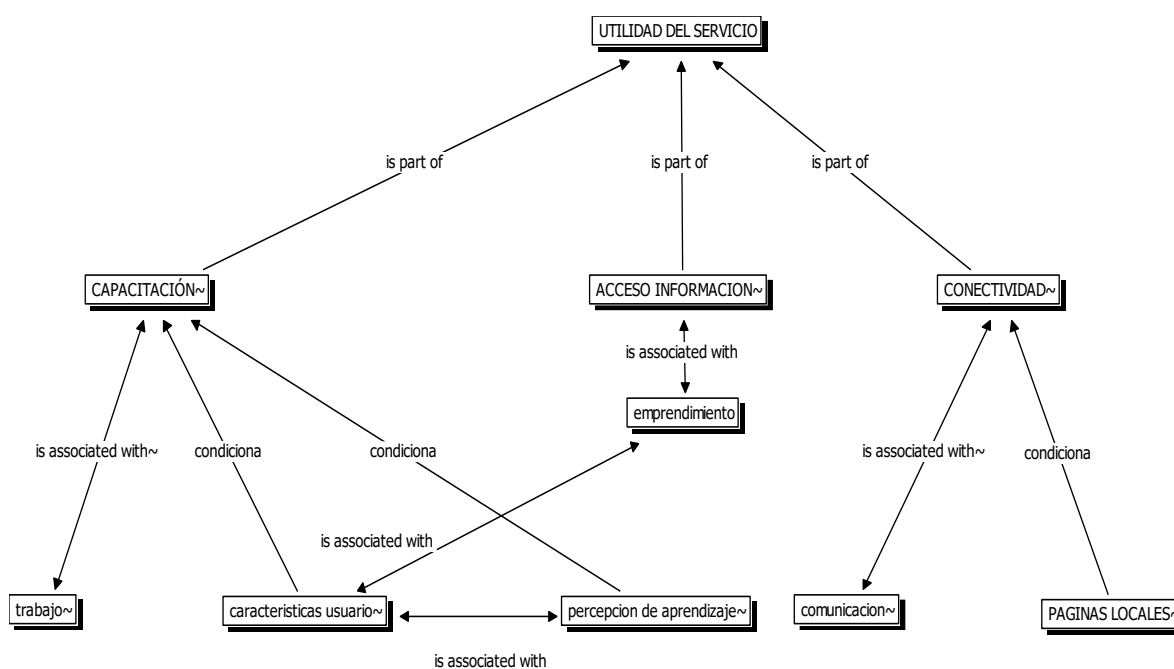 UTILIDAD DEL SERVICIO
is part of
is part of
is part of
CAPACITACIÓN~
ACCESO INFORMACION~
CONECTIVIDAD~
is associated with
emprendimiento
is associated with~
condiciona
condiciona
is associated with~
condiciona
is associated with
trabajo~
caracteristicas usuario~
percepcion de aprendizaje~
comunicacion~
PAGINAS LOCALES~
is associated with